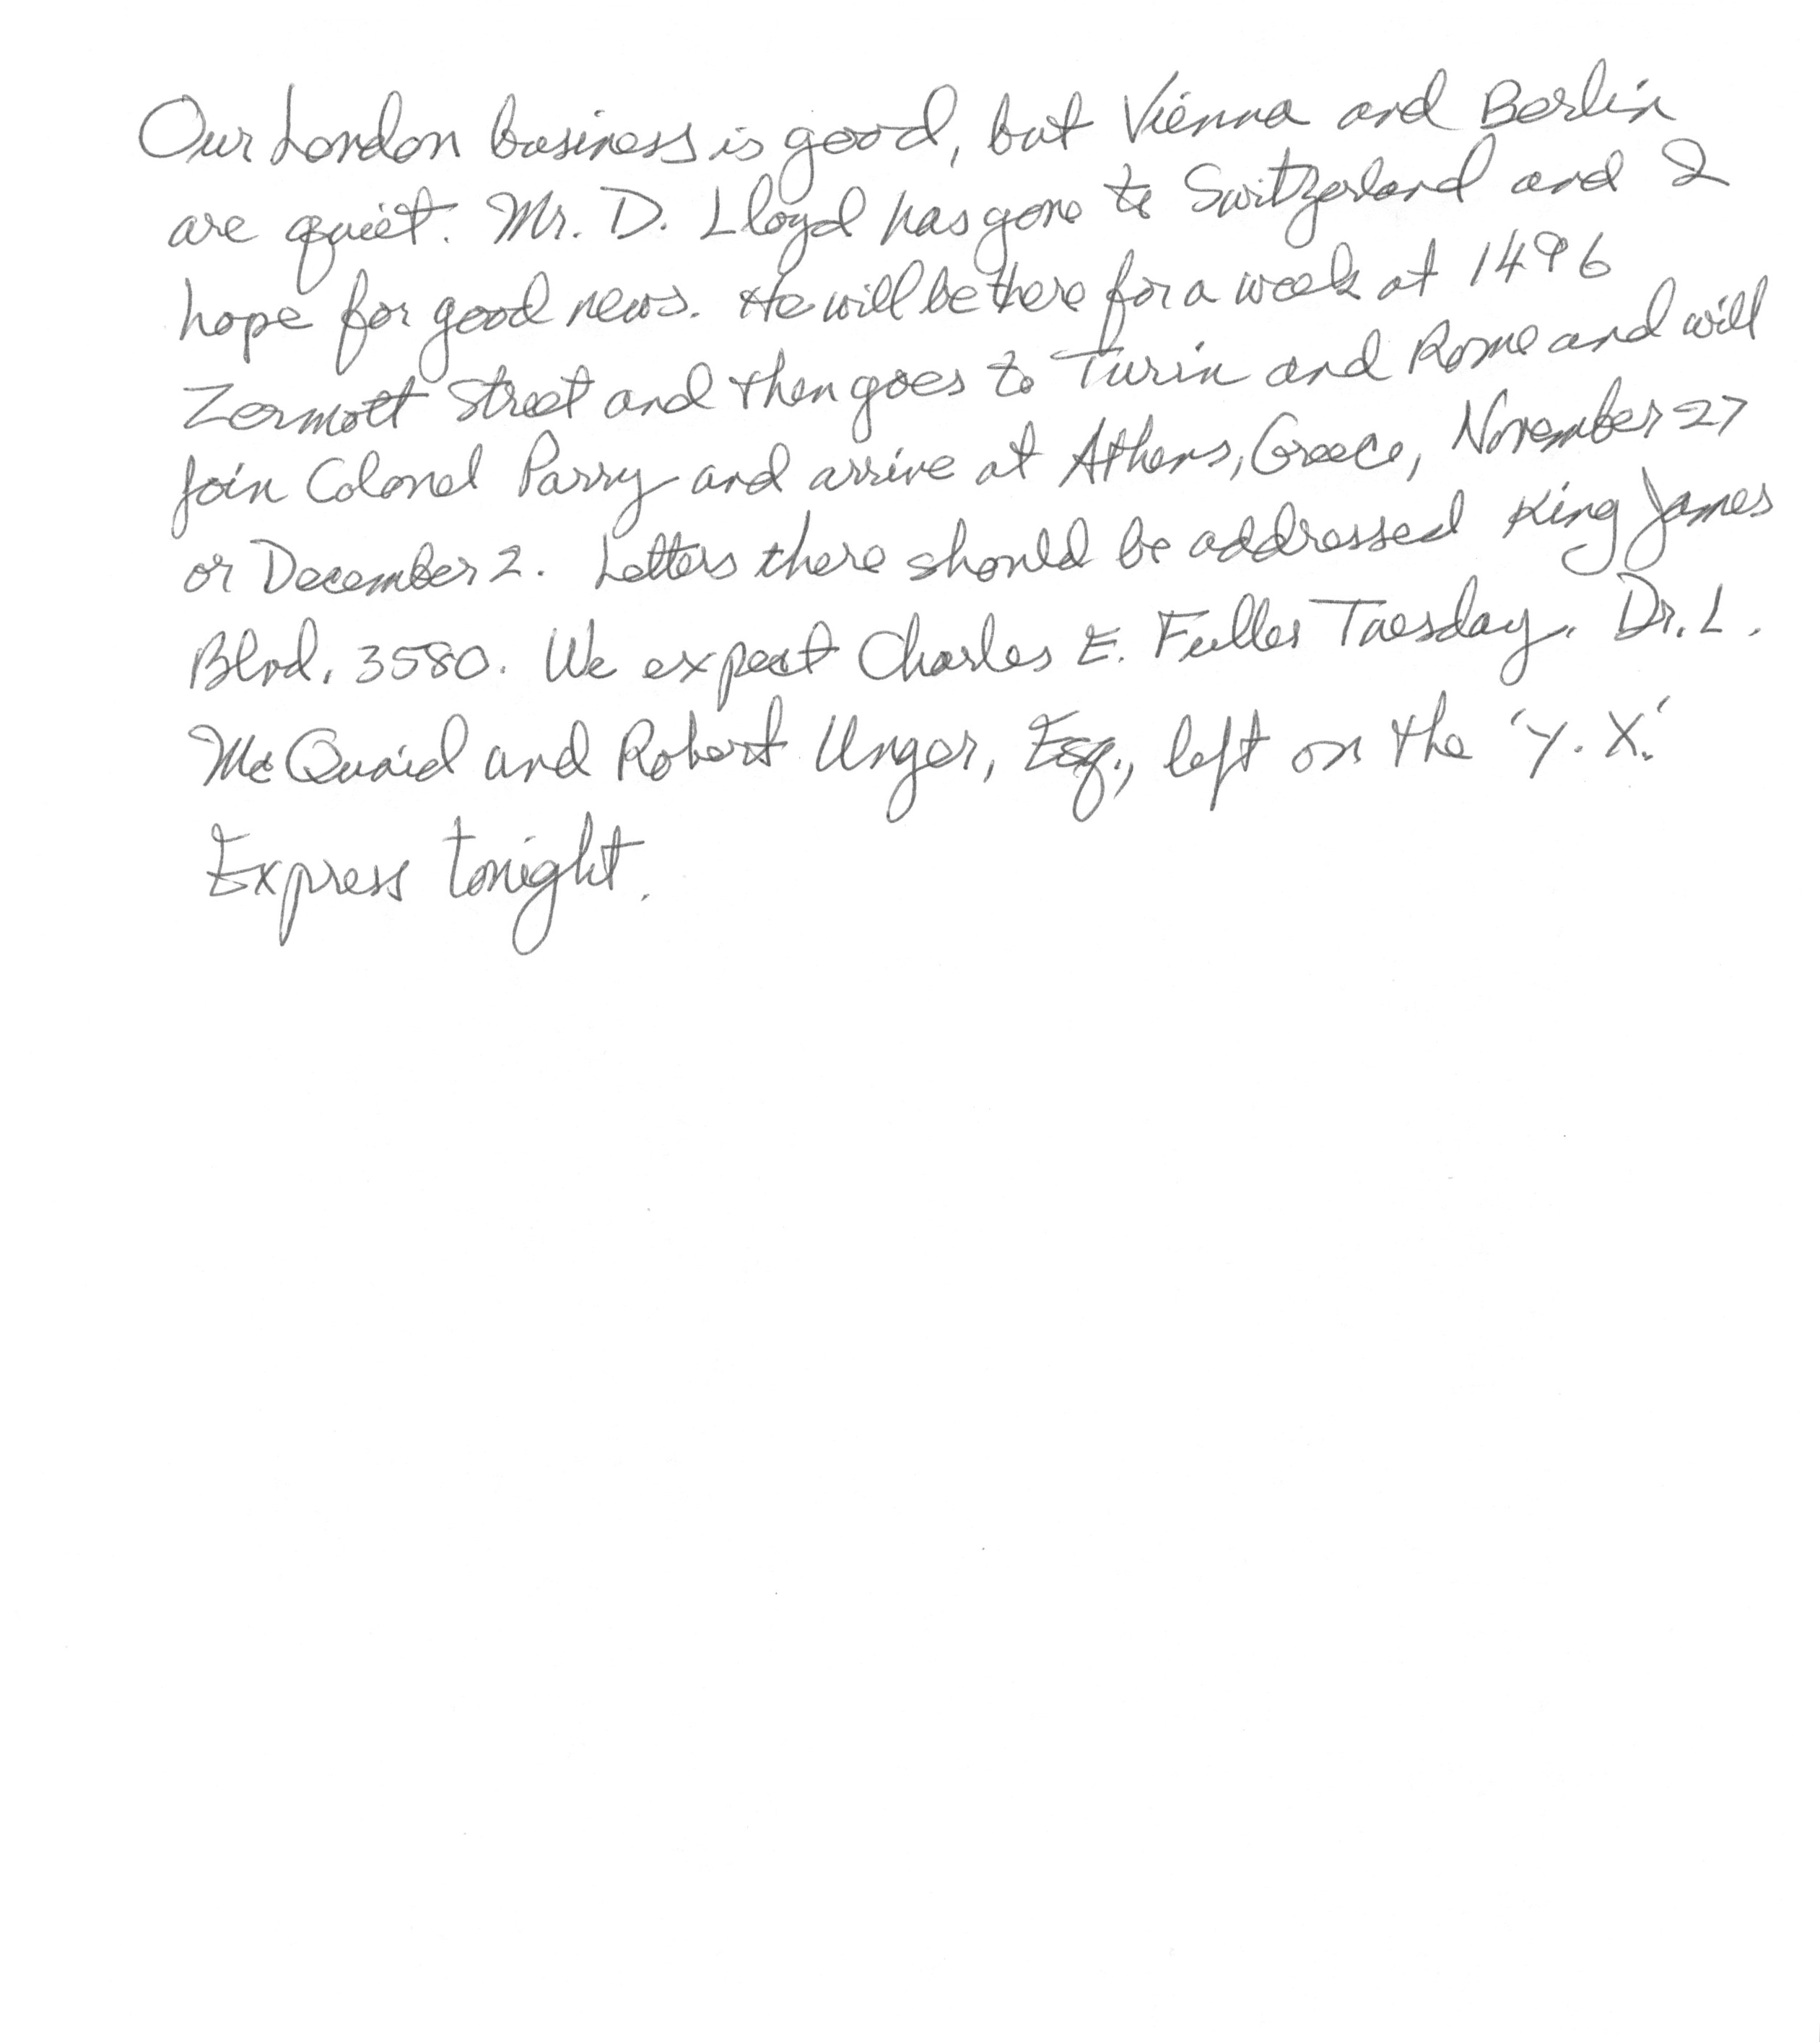 Our London business is good, but Vienna and Berlin
are quiet. Mr. D. Lloyd has gone to Switzerland and I
hope for good news. He will be there for a week at 1496
Zermott Street and then goes to Turin and Rome and will
join Colonel Parry and arrive at Athens, Greece, November 27
or December 2. Letters there should be addressed King James
Blvd. 3580. We expect Charles E. Fuller Tuesday. Dr. L.
McQuaid and Robert Unger, Esq., left on the 'Y. X.'
Express tonight.